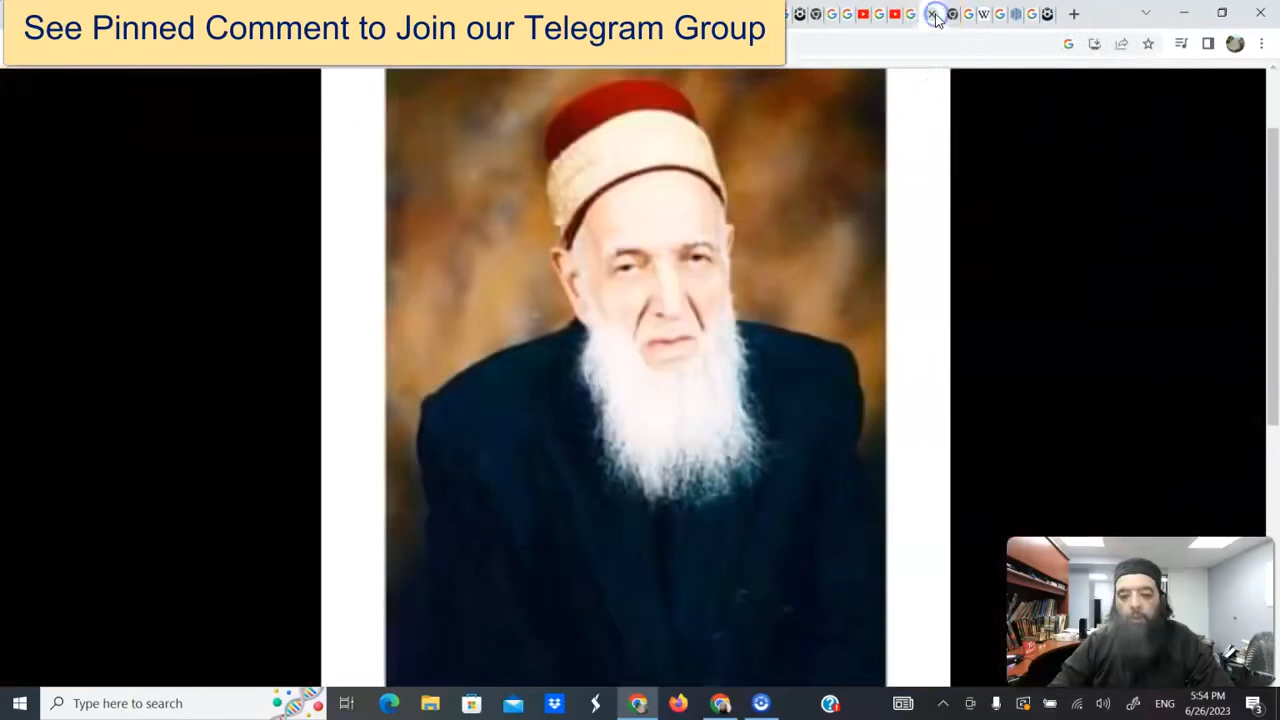 See Pinned Comment to Join our Telegram Group
Type here to search
ENG
5:54 PM
6/26/2023
3